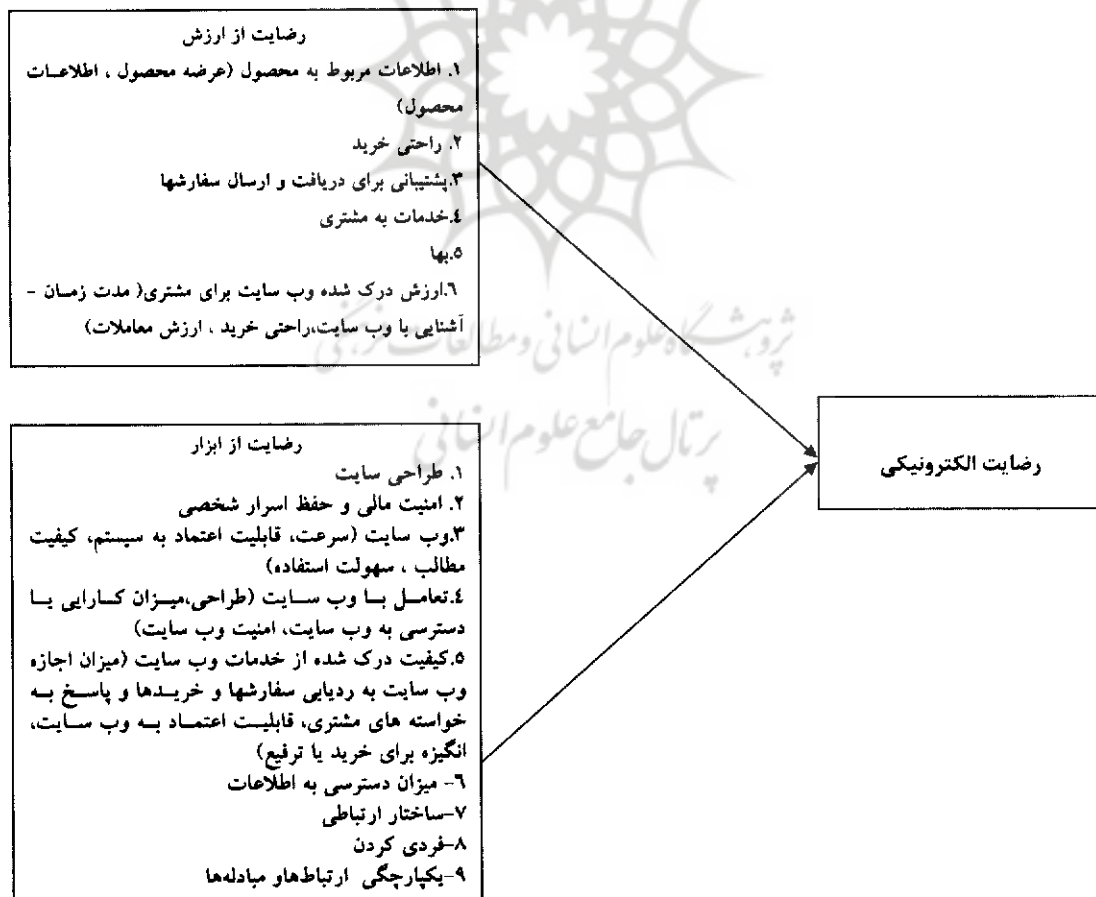 رضایت از ارزش
۱. اطلاعات مربوط به محصول (عرضه محصول ، اطلاعات
محصول)
۲. راحتی خرید
۳.پشتیبانی برای دریافت و ارسال سفارشها
٤.خدمات به مشتری
٥.بها
٦.ارزش درک شده وب سایت برای مشتری( مدت زمان -
آشنایی با وب سایت،راحتی خرید ، ارزش معاملات)
پژوهشگاه علوم انسانی و مطالعات فرهنگی
پرتال جامع علوم انسانی
رضایت الکترونیکی
رضایت از ابزار
۱. طراحی سایت
۲. امنیت مالی و حفظ اسرار شخصی
۳.وب سایت (سرعت، قابلیت اعتماد به سیستم، کیفیت
مطالب ، سهولت استفاده)
٤.تعامل با وب سایت (طراحی،میزان کارایی یا
دسترسی به وب سایت، امنیت وب سایت)
٥.کیفیت درک شده از خدمات وب سایت (میزان اجازه
وب سایت به ردیابی سفارشها و خریدها و پاسخ به
خواسته های مشتری، قابلیت اعتماد به وب سایت،
انگیزه برای خرید یا ترفیع)
٦- میزان دسترسی به اطلاعات
۷-ساختار ارتباطی
۸-فردی کردن
۹-یکپارچگی ارتباطهاو مبادلهها